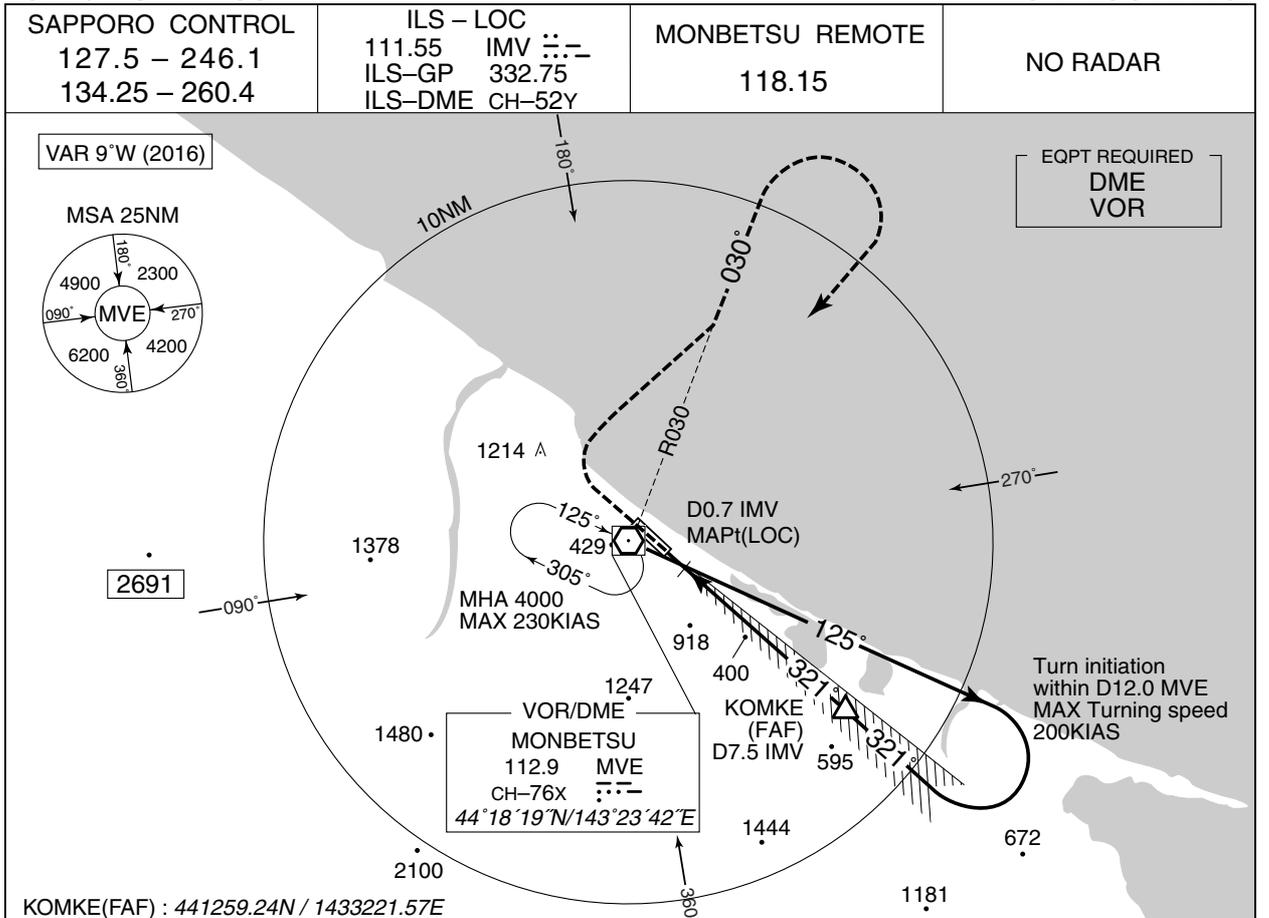 SAPPORO CONTROL
127.5 – 246.1
134.25 – 260.4
ILS – LOC
111.55 IMV
ILS–GP 332.75
ILS–DME CH–52Y
MONBETSU REMOTE
118.15
NO RADAR
VAR 9°W (2016)
MSA 25NM
180°
4900
2300
090°
MVE
270°
6200
4200
360°
180°
10NM
030°
EQPT REQUIRED
DME
VOR
R030
1214
270°
125°
429
305°
D0.7 IMV
MAPt(LOC)
1378
2691
090°
MHA 4000
MAX 230KIAS
918
400
125°
321°
321°
KOMKE
(FAF)
D7.5 IMV
595
Turn initiation
within D12.0 MVE
MAX Turning speed
200KIAS
1247
1480
VOR/DME
MONBETSU
112.9 MVE
CH–76X
44°18´19˝N/143°23´42˝E
1444
672
2100
360
1181
KOMKE(FAF) : 441259.24N / 1433221.57E